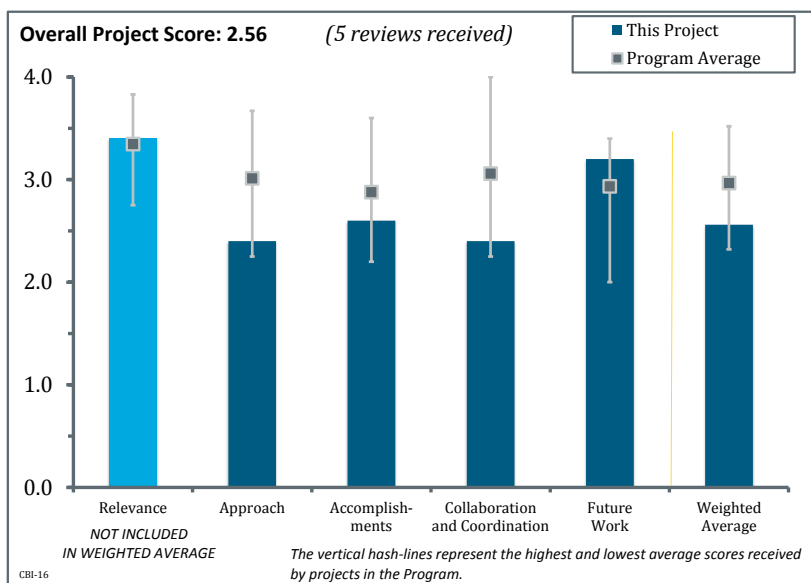 Overall Project Score: 2.56
(5 reviews received)
This Project
Program Average
4.0
3.0
2.0
1.0
0.0
Relevance
Approach
Accomplish-
ments
Collaboration
and Coordination
Future
Work
Weighted
Average
NOT INCLUDED
IN WEIGHTED AVERAGE
The vertical hash-lines represent the highest and lowest average scores received
by projects in the Program.
CBI-16